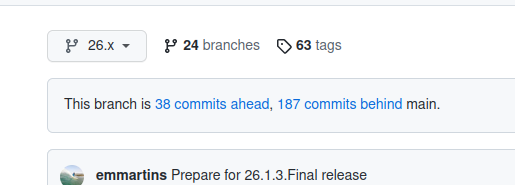 26.x 24 branches 63 tags
This branch is 38 commits ahead, 187 commits behind main.
emmartins Prepare for 26.1.3.Final release